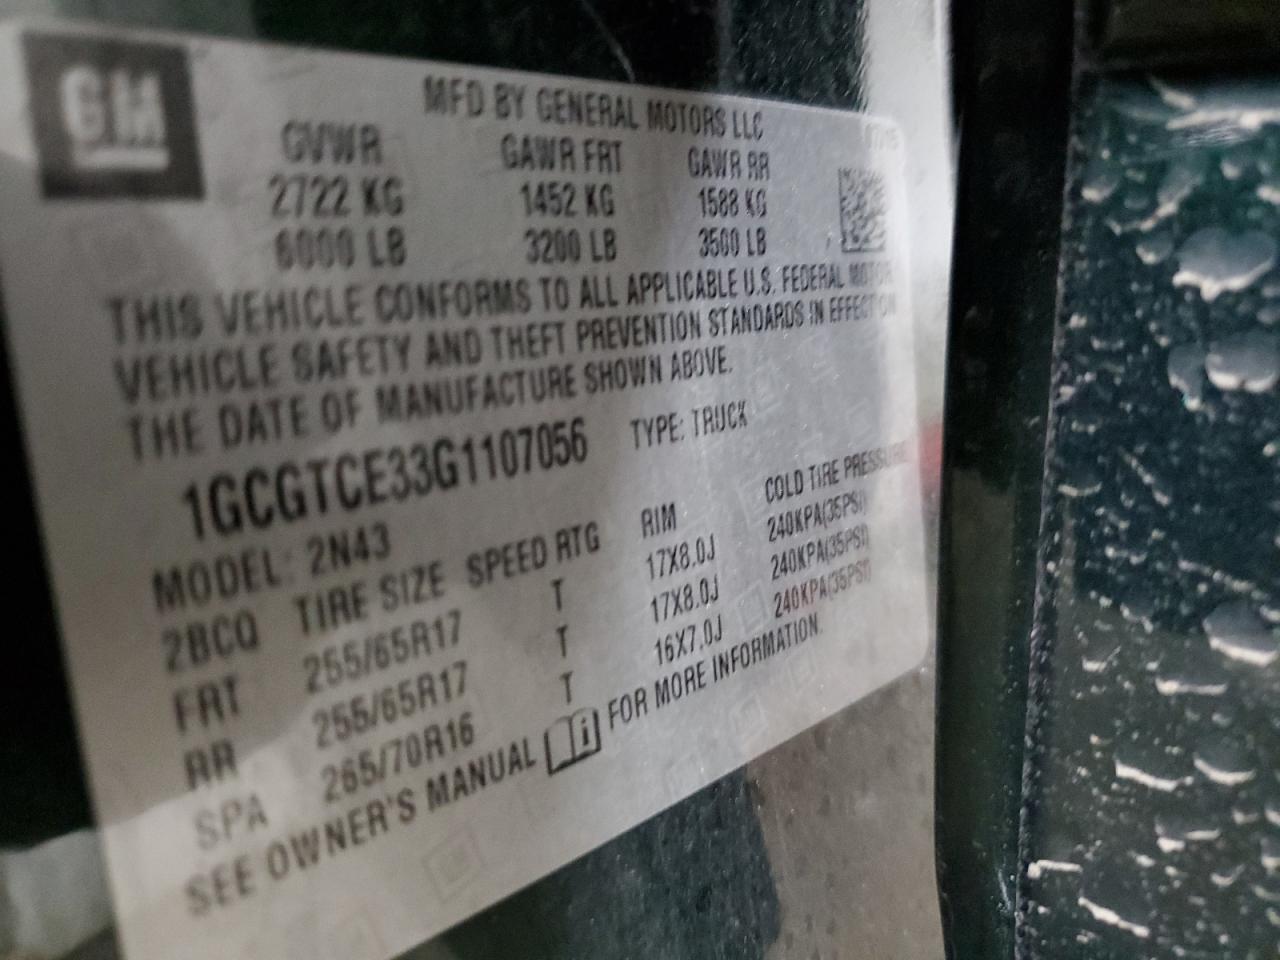 GM
MFD BY GENERAL MOTORS LLC
GVWR GAWR FRT GAWR RR
2722 KG 1452 KG 1588 KG
6000 LB 3200 LB 3500 LB
THIS VEHICLE CONFORMS TO ALL APPLICABLE U.S. FEDERAL MOTOR
VEHICLE SAFETY AND THEFT PREVENTION STANDARDS IN EFFECT ON
THE DATE OF MANUFACTURE SHOWN ABOVE.
1GCGTCE33G1107056 TYPE: TRUCK
MODEL: 2N43
2BCQ TIRE SIZE SPEED RTG RIM COLD TIRE PRESSURE
FRT 255/65R17 T 17X8.0J 240KPA(35PSI)
RR 255/65R17 T 17X8.0J 240KPA(35PSI)
SPA 265/70R16 T 16X7.0J 240KPA(35PSI)
SEE OWNER'S MANUAL FOR MORE INFORMATION.